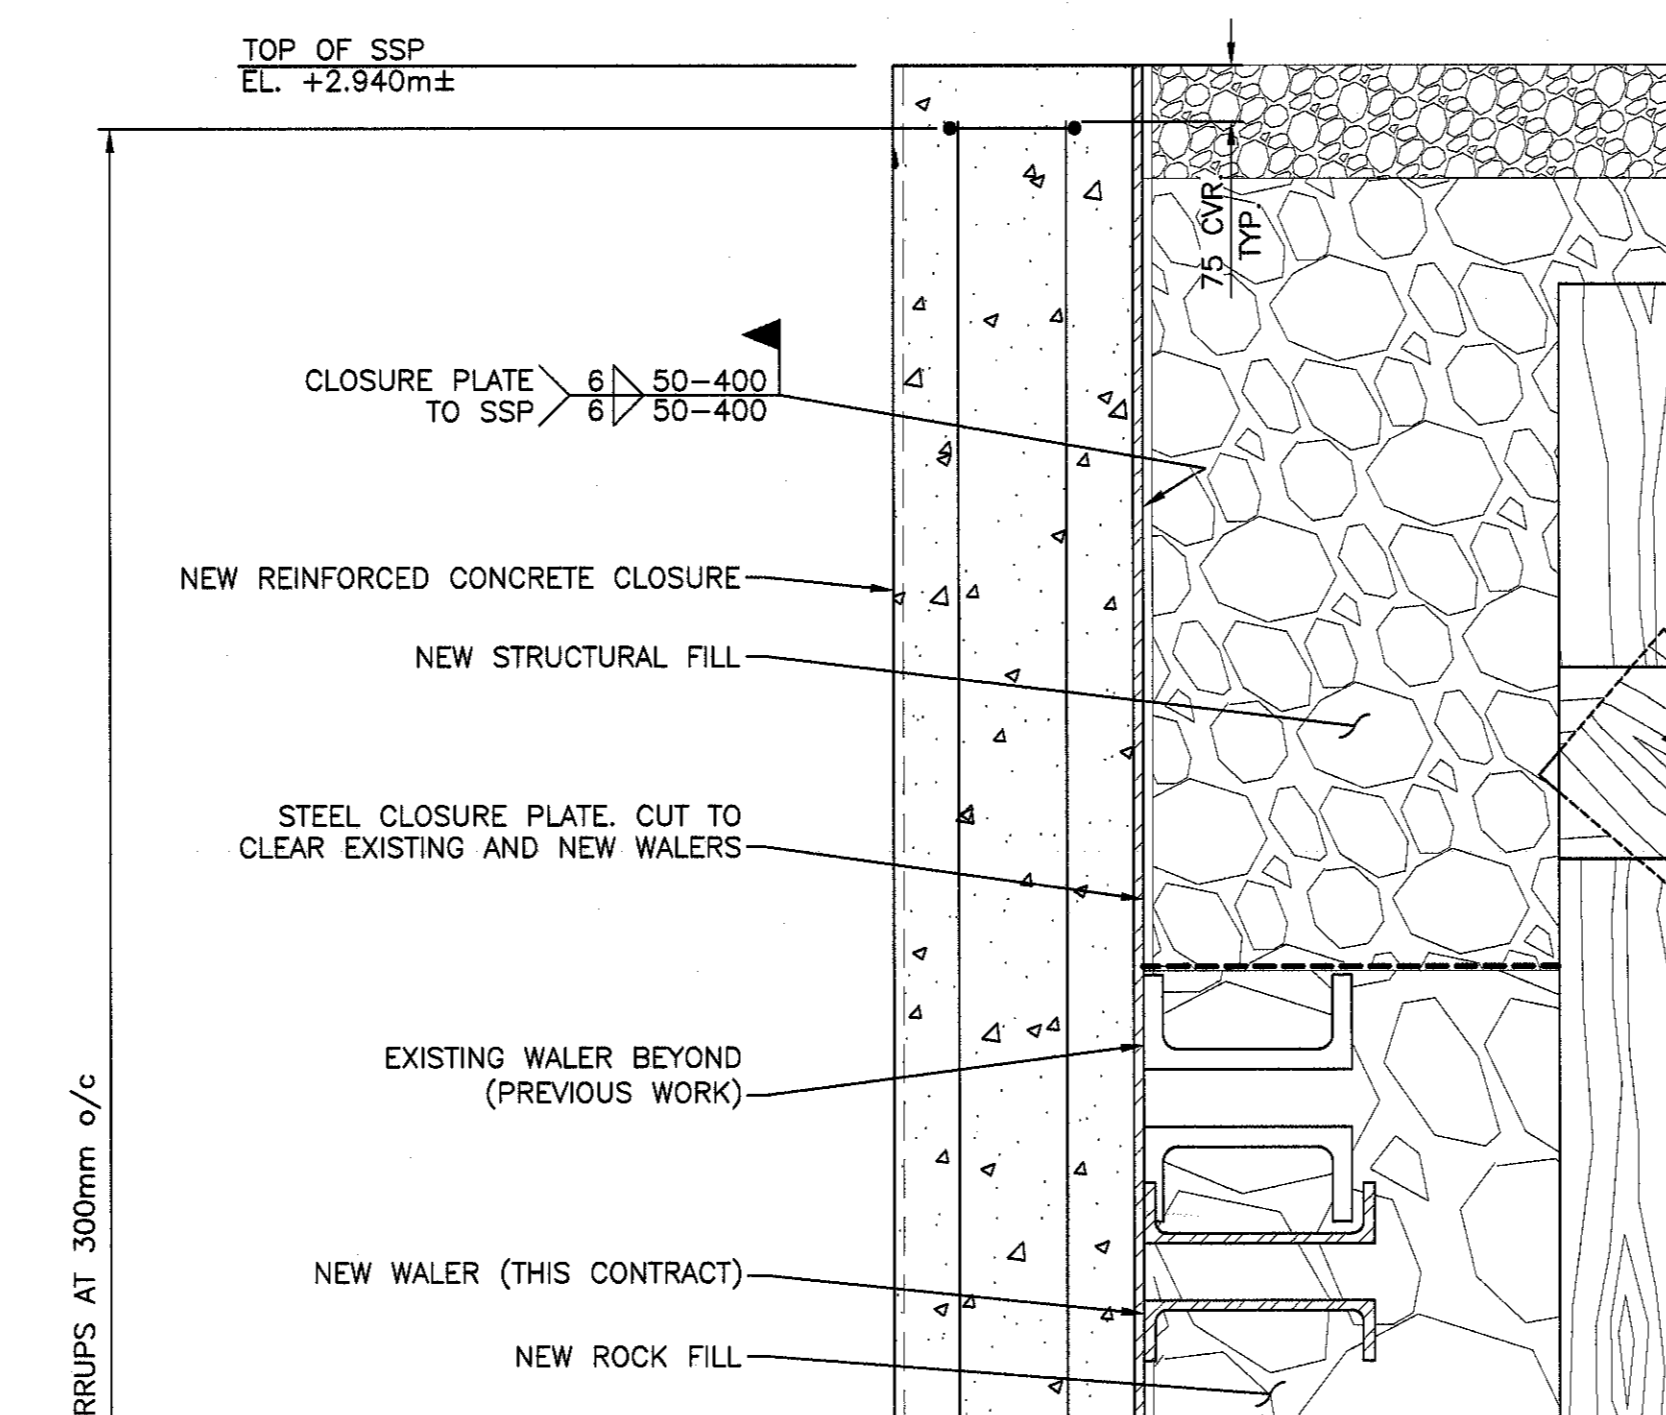 TOP OF SSP
EL. +2.940m±
75 CVR.
TYP.
CLOSURE PLATE
TO SSP
6 50-400
6 50-400
NEW REINFORCED CONCRETE CLOSURE
NEW STRUCTURAL FILL
STEEL CLOSURE PLATE. CUT TO
CLEAR EXISTING AND NEW WALERS
EXISTING WALER BEYOND
(PREVIOUS WORK)
NEW WALER (THIS CONTRACT)
NEW ROCK FILL
RRUPS AT 300mm o/c